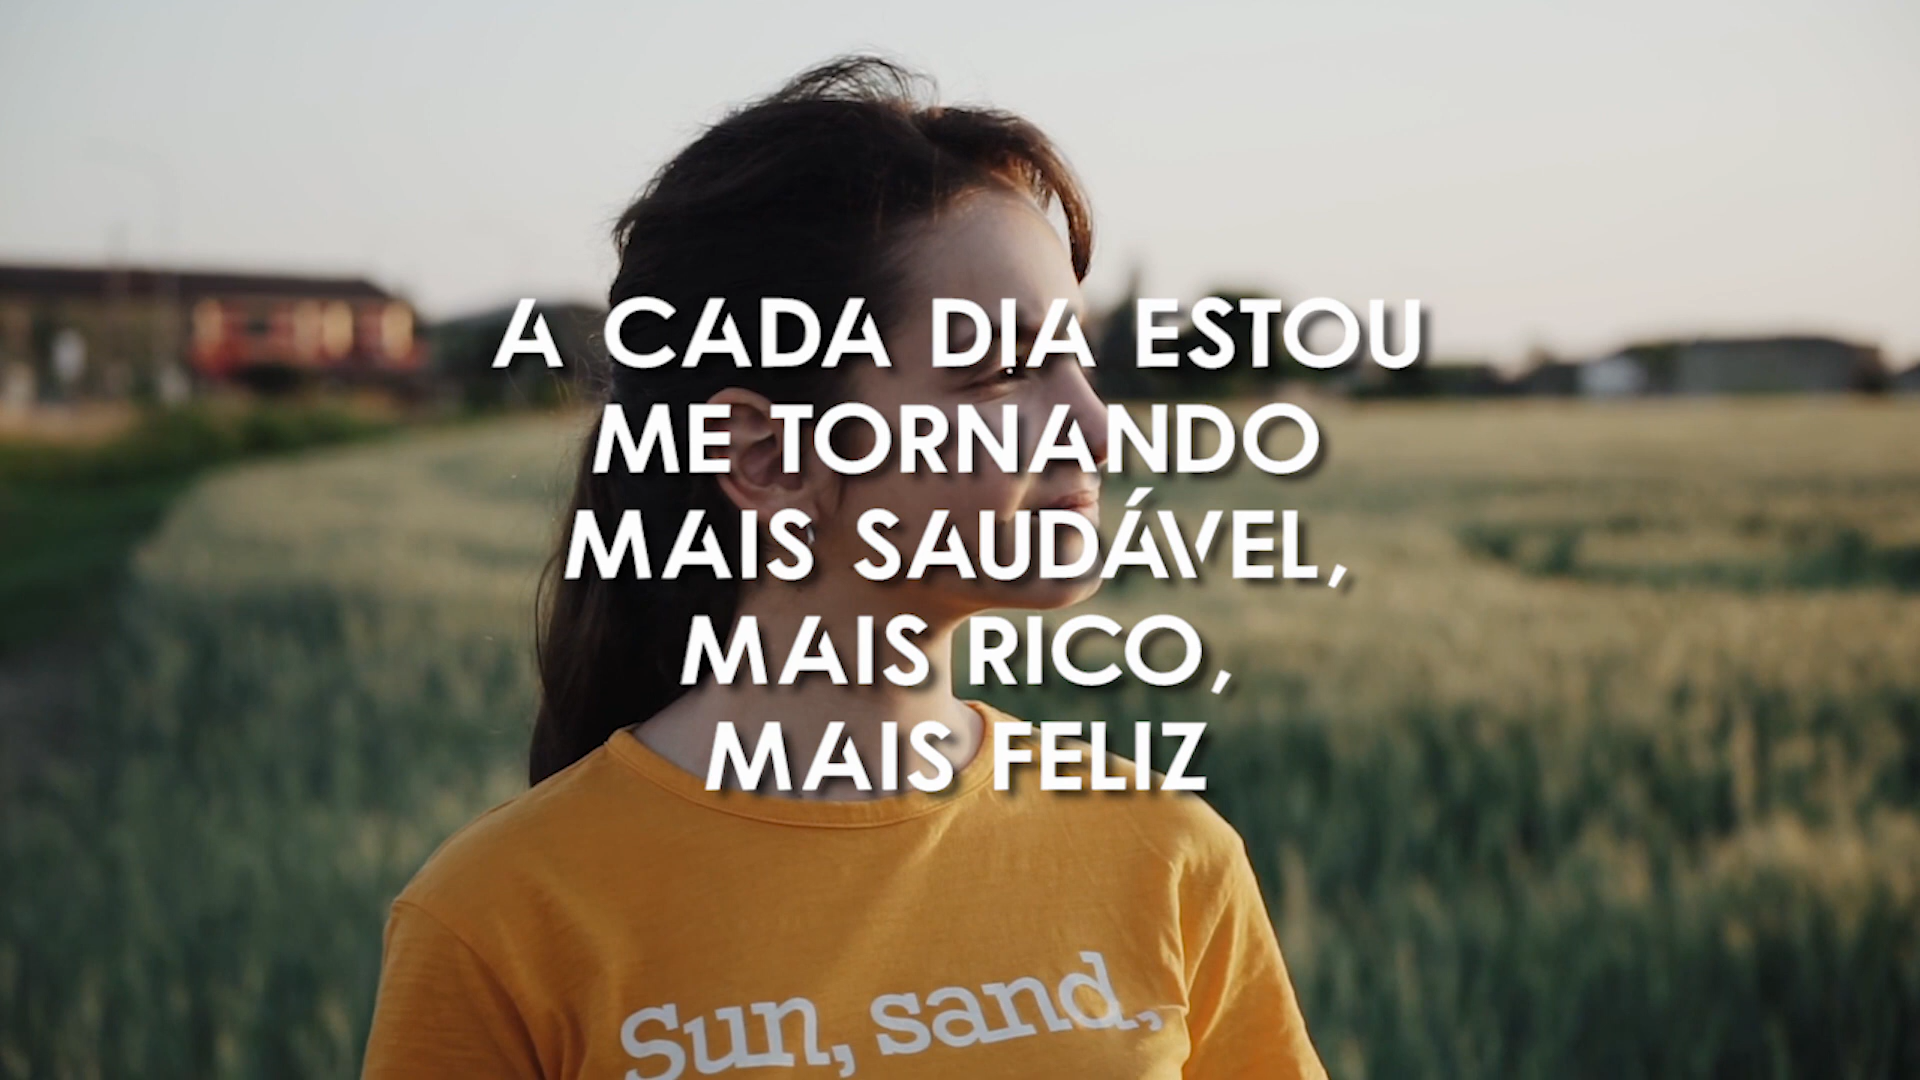 A CADA DIA ESTOU
ME TORNANDO
MAIS SAUDÁVEL,
MAIS RICO,
MAIS FELIZ
Sun, sand,